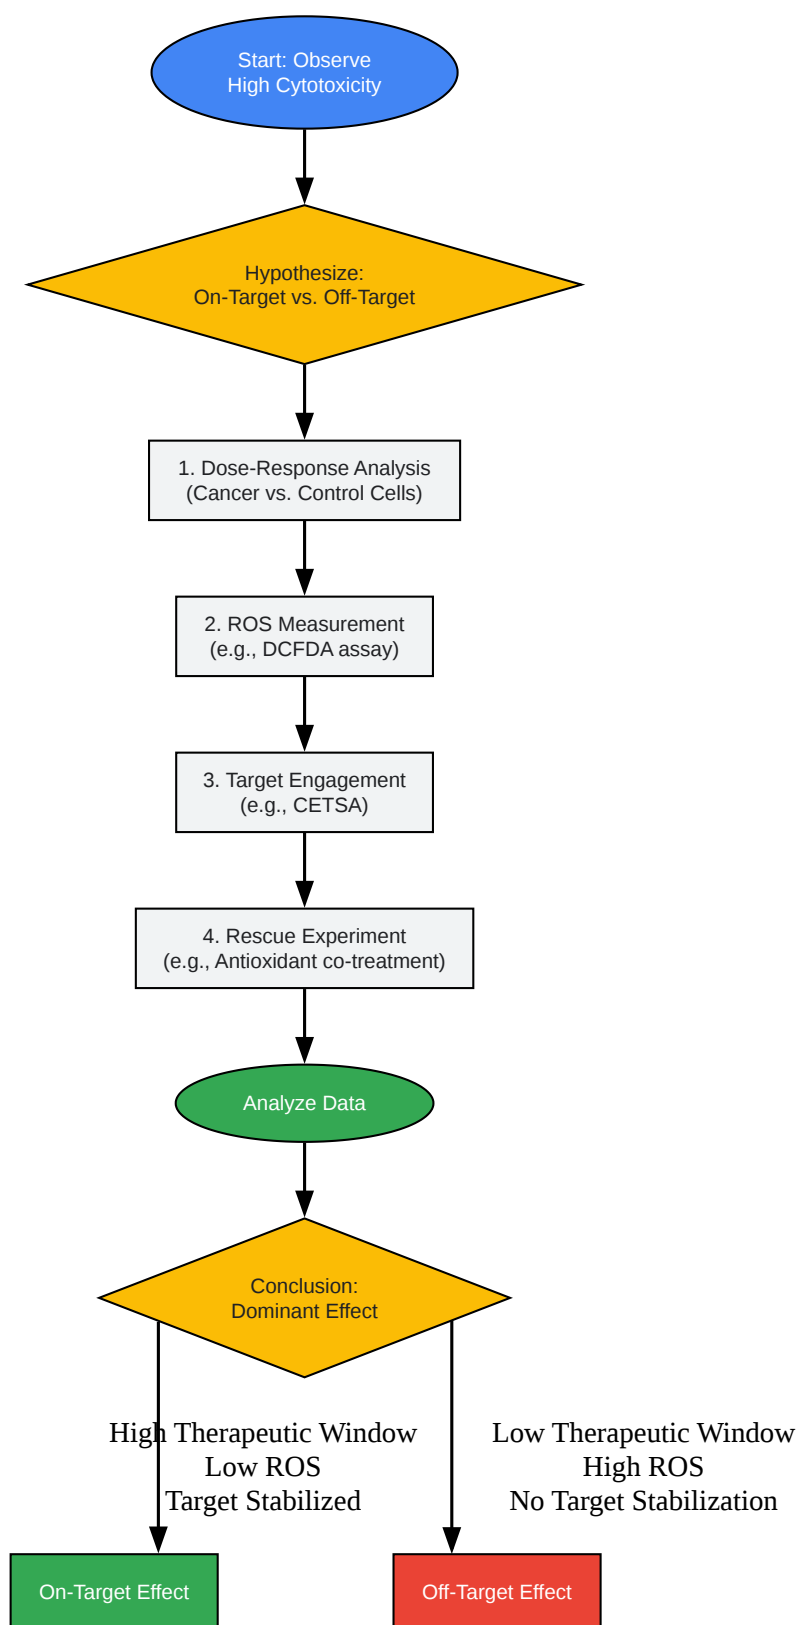 Start: Observe
High Cytotoxicity
Hypothesize:
On-Target vs. Off-Target
1. Dose-Response Analysis
(Cancer vs. Control Cells)
2. ROS Measurement
(e.g., DCFDA assay)
3. Target Engagement
(e.g., CETSA)
4. Rescue Experiment
(e.g., Antioxidant co-treatment)
Analyze Data
Conclusion:
Dominant Effect
High Therapeutic Window
Low ROS
Target Stabilized
Low Therapeutic Window
High ROS
No Target Stabilization
On-Target Effect
Off-Target Effect